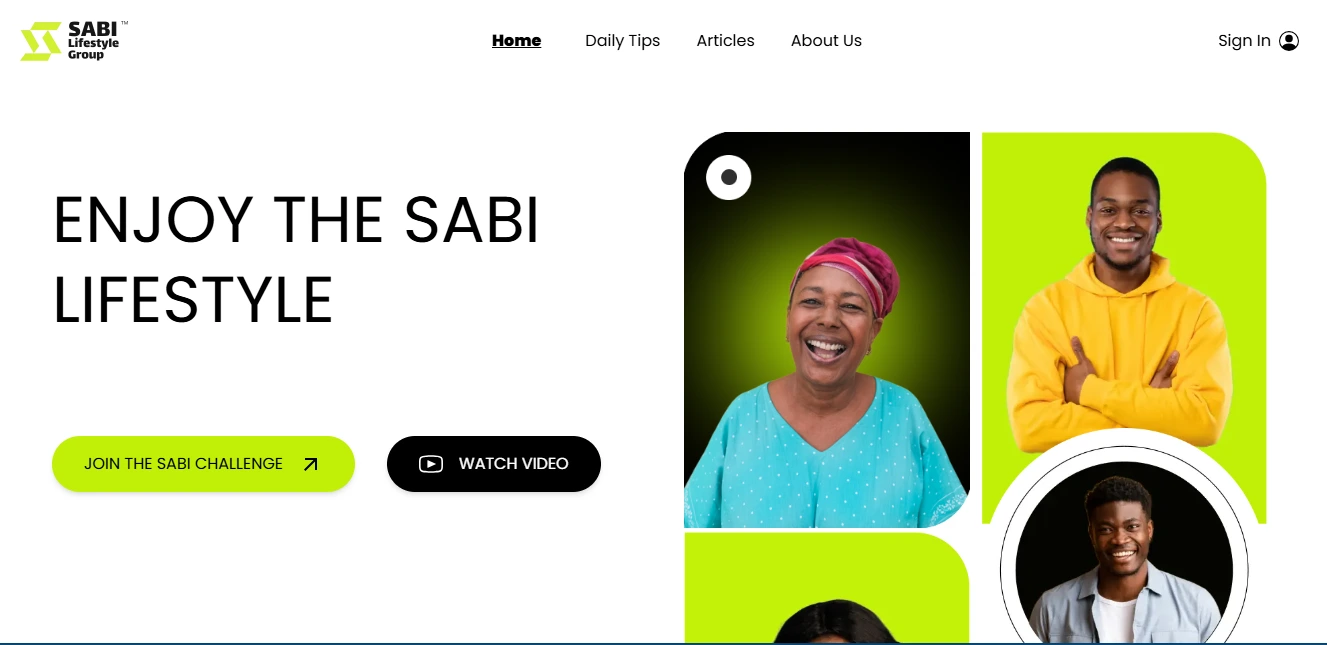 SABI™
Lifestyle
Group
Home
Daily Tips
Articles
About Us
Sign In
ENJOY THE SABI
LIFESTYLE
JOIN THE SABI CHALLENGE
WATCH VIDEO